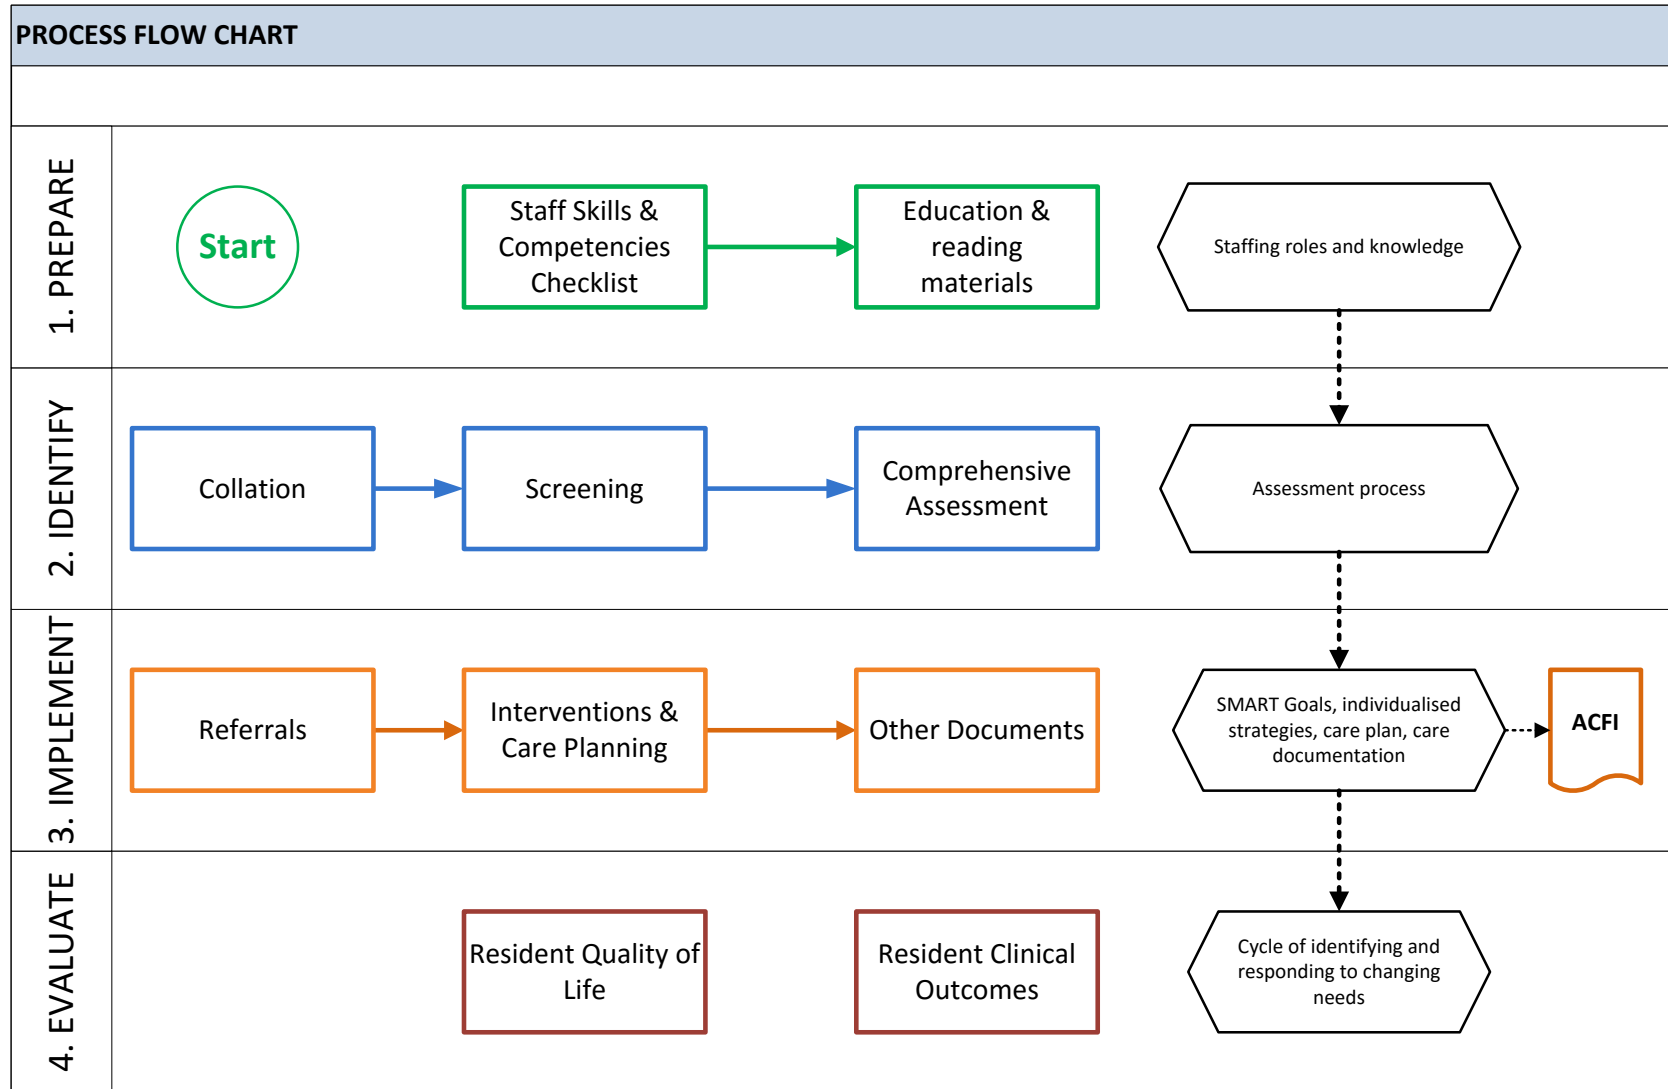 PROCESS FLOW CHART
1. PREPARE
Start
Staff Skills &
Competencies
Checklist
Education &
reading
materials
Staffing roles and knowledge
2. IDENTIFY
Collation
Screening
Comprehensive
Assessment
Assessment process
3. IMPLEMENT
Referrals
Interventions &
Care Planning
Other Documents
SMART Goals, individualised
strategies, care plan, care
documentation
ACFI
4. EVALUATE
Resident Quality of
Life
Resident Clinical
Outcomes
Cycle of identifying and
responding to changing
needs